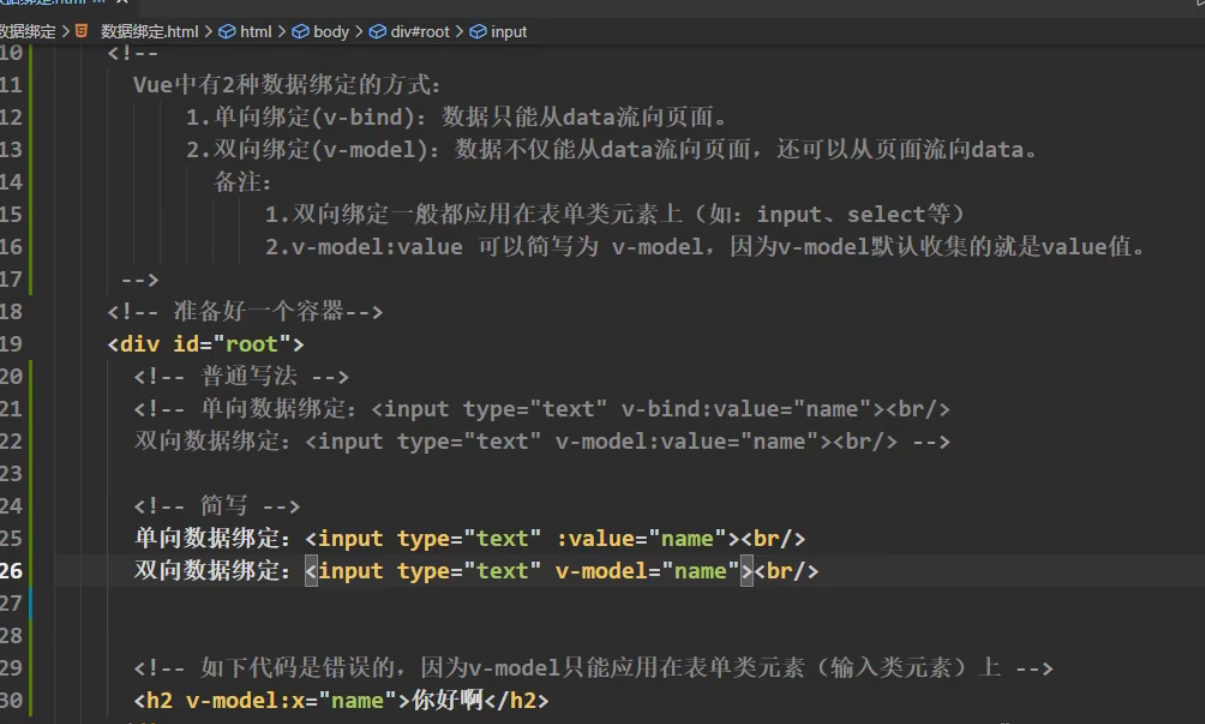 数据绑定.html
数据绑定 > 数据绑定.html > html > body > div#root > input
10 <!--
11 Vue中有2种数据绑定的方式：
12 1.单向绑定(v-bind)：数据只能从data流向页面。
13 2.双向绑定(v-model)：数据不仅能从data流向页面，还可以从页面流向data。
14 备注：
15 1.双向绑定一般都应用在表单类元素上（如：input、select等）
16 2.v-model:value 可以简写为 v-model，因为v-model默认收集的就是value值。
17 -->
18 <!-- 准备好一个容器-->
19 <div id="root">
20 <!-- 普通写法 -->
21 <!-- 单向数据绑定：<input type="text" v-bind:value="name"><br/>
22 双向数据绑定：<input type="text" v-model:value="name"><br/> -->
23
24 <!-- 简写 -->
25 单向数据绑定：<input type="text" :value="name"><br/>
26 双向数据绑定：<input type="text" v-model="name"><br/>
27
28
29 <!-- 如下代码是错误的，因为v-model只能应用在表单类元素（输入类元素）上 -->
30 <h2 v-model:x="name">你好啊</h2>